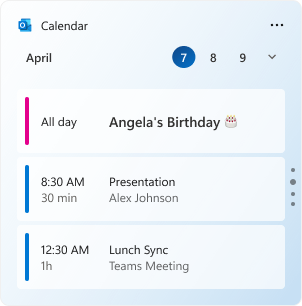 Calendar
April 7 8 9
All day Angela's Birthday 🎂
8:30 AM Presentation
30 min Alex Johnson
12:30 AM Lunch Sync
1h Teams Meeting